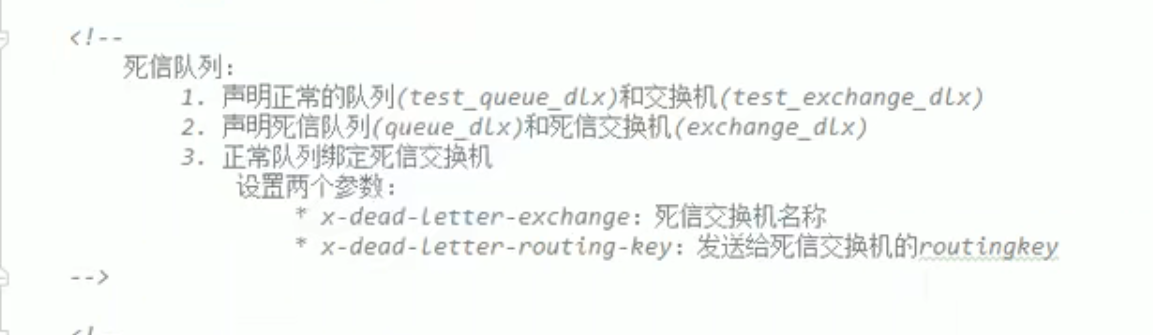 <!--
死信队列：
1. 声明正常的队列(test_queue_dlx)和交换机(test_exchange_dlx)
2. 声明死信队列(queue_dlx)和死信交换机(exchange_dlx)
3. 正常队列绑定死信交换机
设置两个参数：
* x-dead-letter-exchange：死信交换机名称
* x-dead-letter-routing-key：发送给死信交换机的routingkey
-->
<!--